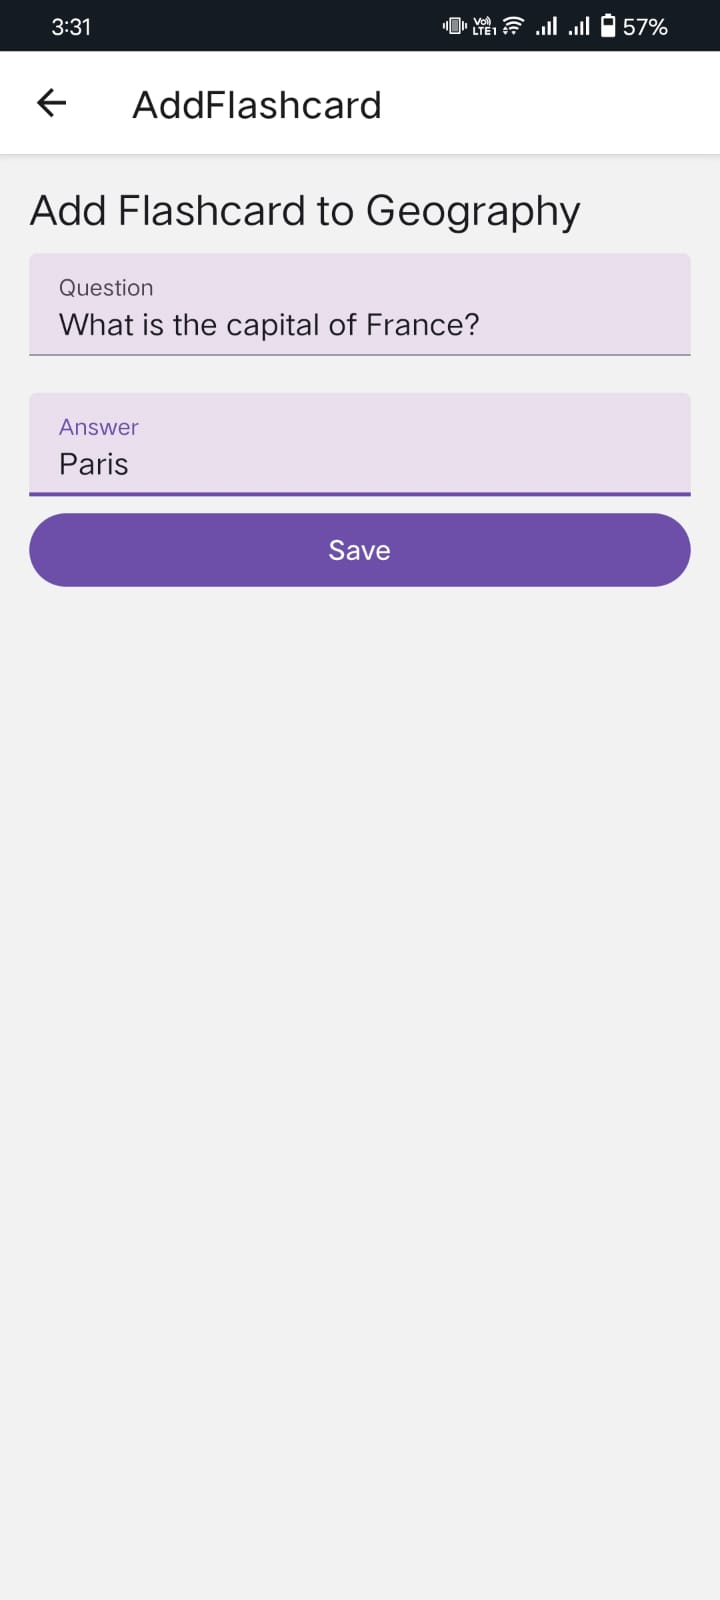 3:31
Vo)) LTE1 57%
AddFlashcard
Add Flashcard to Geography
Question
What is the capital of France?
Answer
Paris
Save